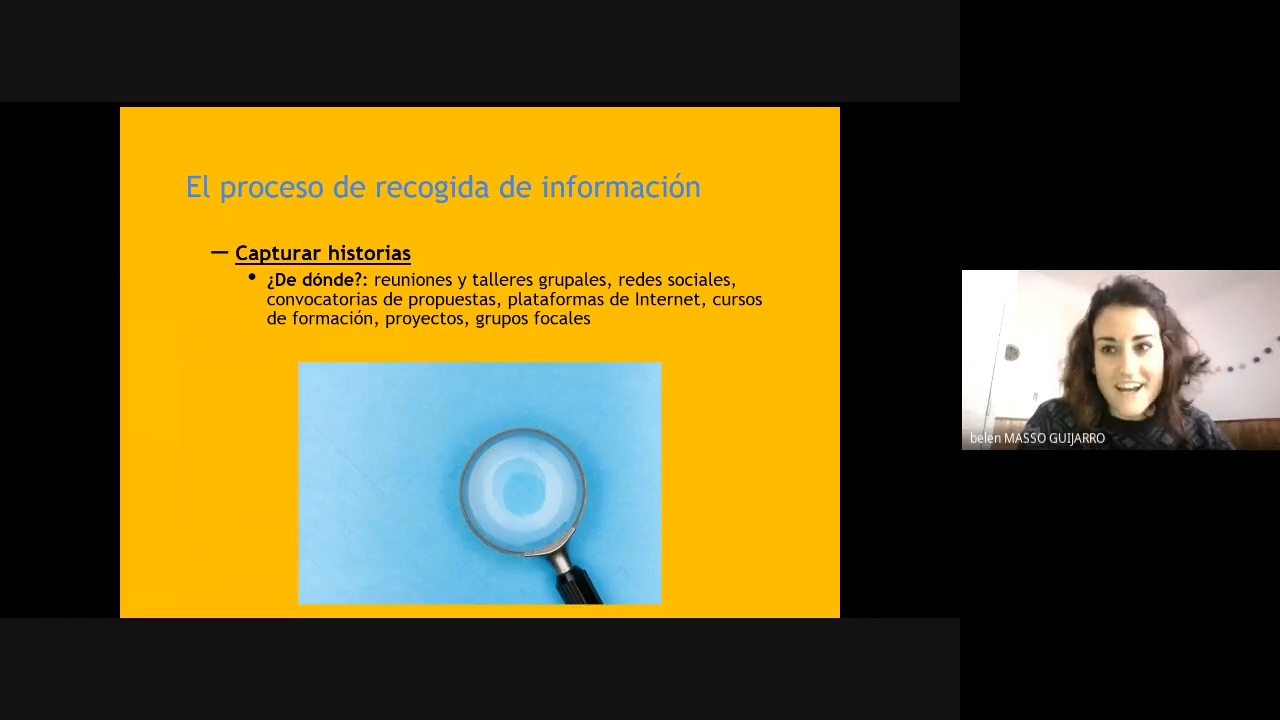 El proceso de recogida de información
— Capturar historias
• ¿De dónde?: reuniones y talleres grupales, redes sociales,
convocatorias de propuestas, plataformas de Internet, cursos
de formación, proyectos, grupos focales
belen MASSO GUIJARRO